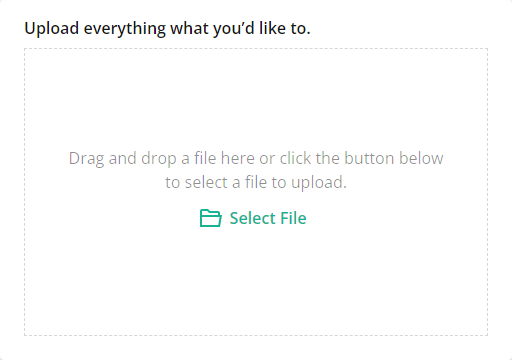 Upload everything what you’d like to.
Drag and drop a file here or click the button below
to select a file to upload.
Select File